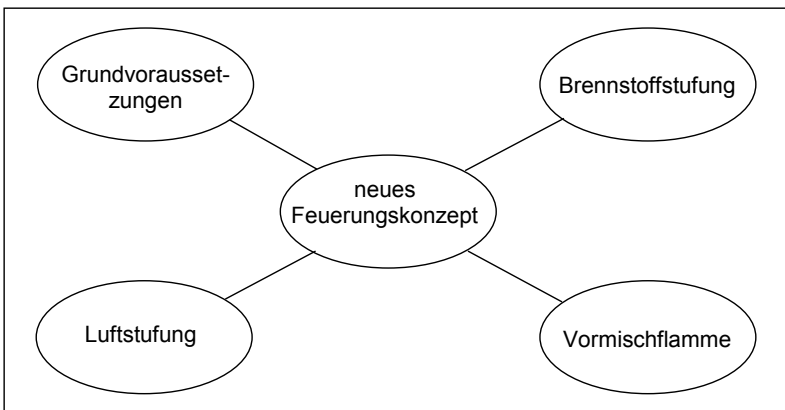 Grundvorausset-
zungen
Brennstoffstufung
neues
Feuerungskonzept
Luftstufung
Vormischflamme